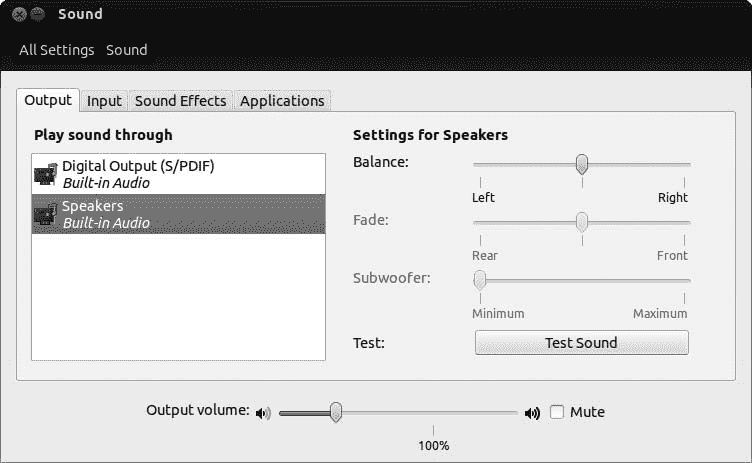 Sound
All Settings Sound
Output Input Sound Effects Applications
Play sound through
Digital Output (S/PDIF)
Built-in Audio
Speakers
Built-in Audio
Settings for Speakers
Balance:
Left Right
Fade:
Rear Front
Subwoofer:
Minimum Maximum
Test: Test Sound
Output volume: Mute
100%